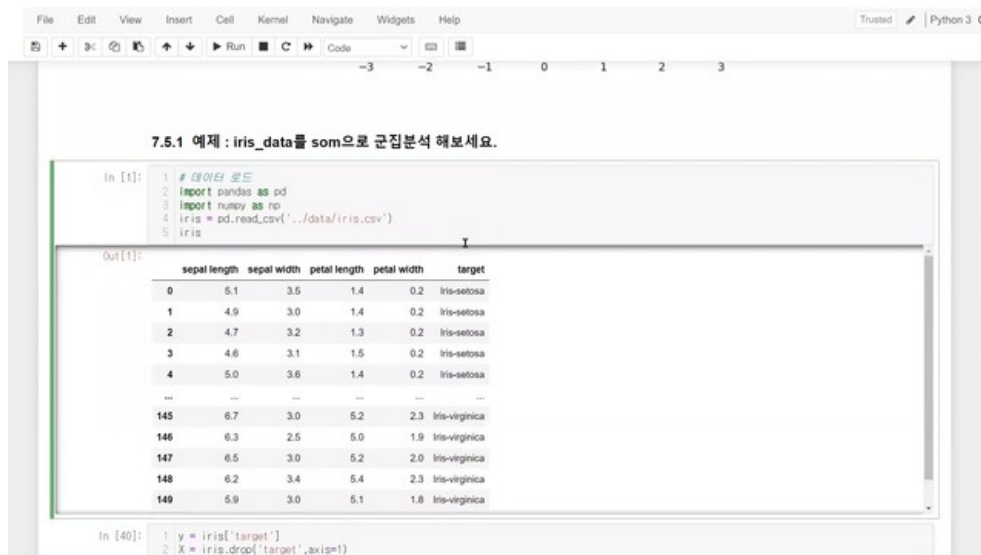 File Edit View Insert Cell Kernel Navigate Widgets Help Trusted Python 3
Run Code
-3 -2 -1 0 1 2 3
7.5.1 예제 : iris_data를 som으로 군집분석 해보세요.
In [1]: 1 # 데이터 로드
2 import pandas as pd
3 import numpy as np
4 iris = pd.read_csv('../data/iris.csv')
5 iris
Out[1]:
sepal length sepal width petal length petal width target
0 5.1 3.5 1.4 0.2 Iris-setosa
1 4.9 3.0 1.4 0.2 Iris-setosa
2 4.7 3.2 1.3 0.2 Iris-setosa
3 4.6 3.1 1.5 0.2 Iris-setosa
4 5.0 3.6 1.4 0.2 Iris-setosa
... ... ... ... ... ...
145 6.7 3.0 5.2 2.3 Iris-virginica
146 6.3 2.5 5.0 1.9 Iris-virginica
147 6.5 3.0 5.2 2.0 Iris-virginica
148 6.2 3.4 5.4 2.3 Iris-virginica
149 5.9 3.0 5.1 1.8 Iris-virginica
In [40]: 1 y = iris['target']
2 X = iris.drop('target',axis=1)